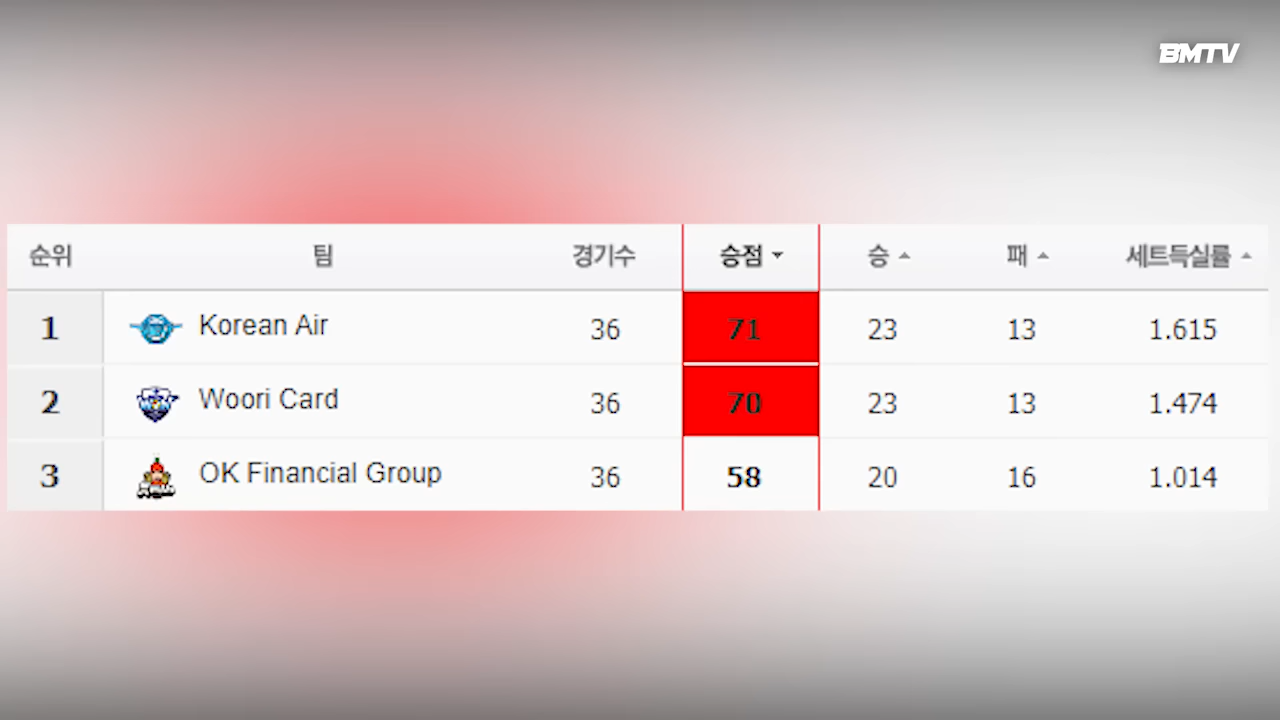 BMTV
순위 팀 경기수 승점 승 패 세트득실률
1 Korean Air 36 71 23 13 1.615
2 Woori Card 36 70 23 13 1.474
3 OK Financial Group 36 58 20 16 1.014